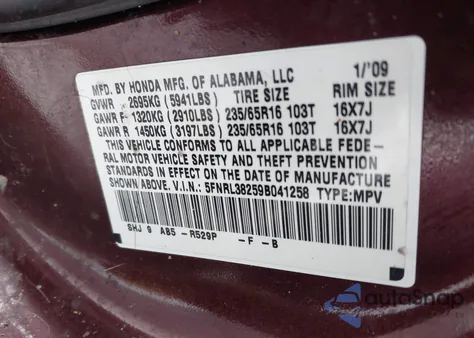 MFD. BY HONDA MFG. OF ALABAMA, LLC 1/'09
GVWR 2695KG (5941LBS) TIRE SIZE RIM SIZE
GAWR F 1320KG (2910LBS) 235/65R16 103T 16X7J
GAWR R 1450KG (3197LBS) 235/65R16 103T 16X7J
THIS VEHICLE CONFORMS TO ALL APPLICABLE FEDE-
RAL MOTOR VEHICLE SAFETY AND THEFT PREVENTION
STANDARDS IN EFFECT ON THE DATE OF MANUFACTURE
SHOWN ABOVE. V.I.N.: 5FNRL38259B041258 TYPE: MPV
SHJ 9 AB5 - R529P - F - B
AutoSnap